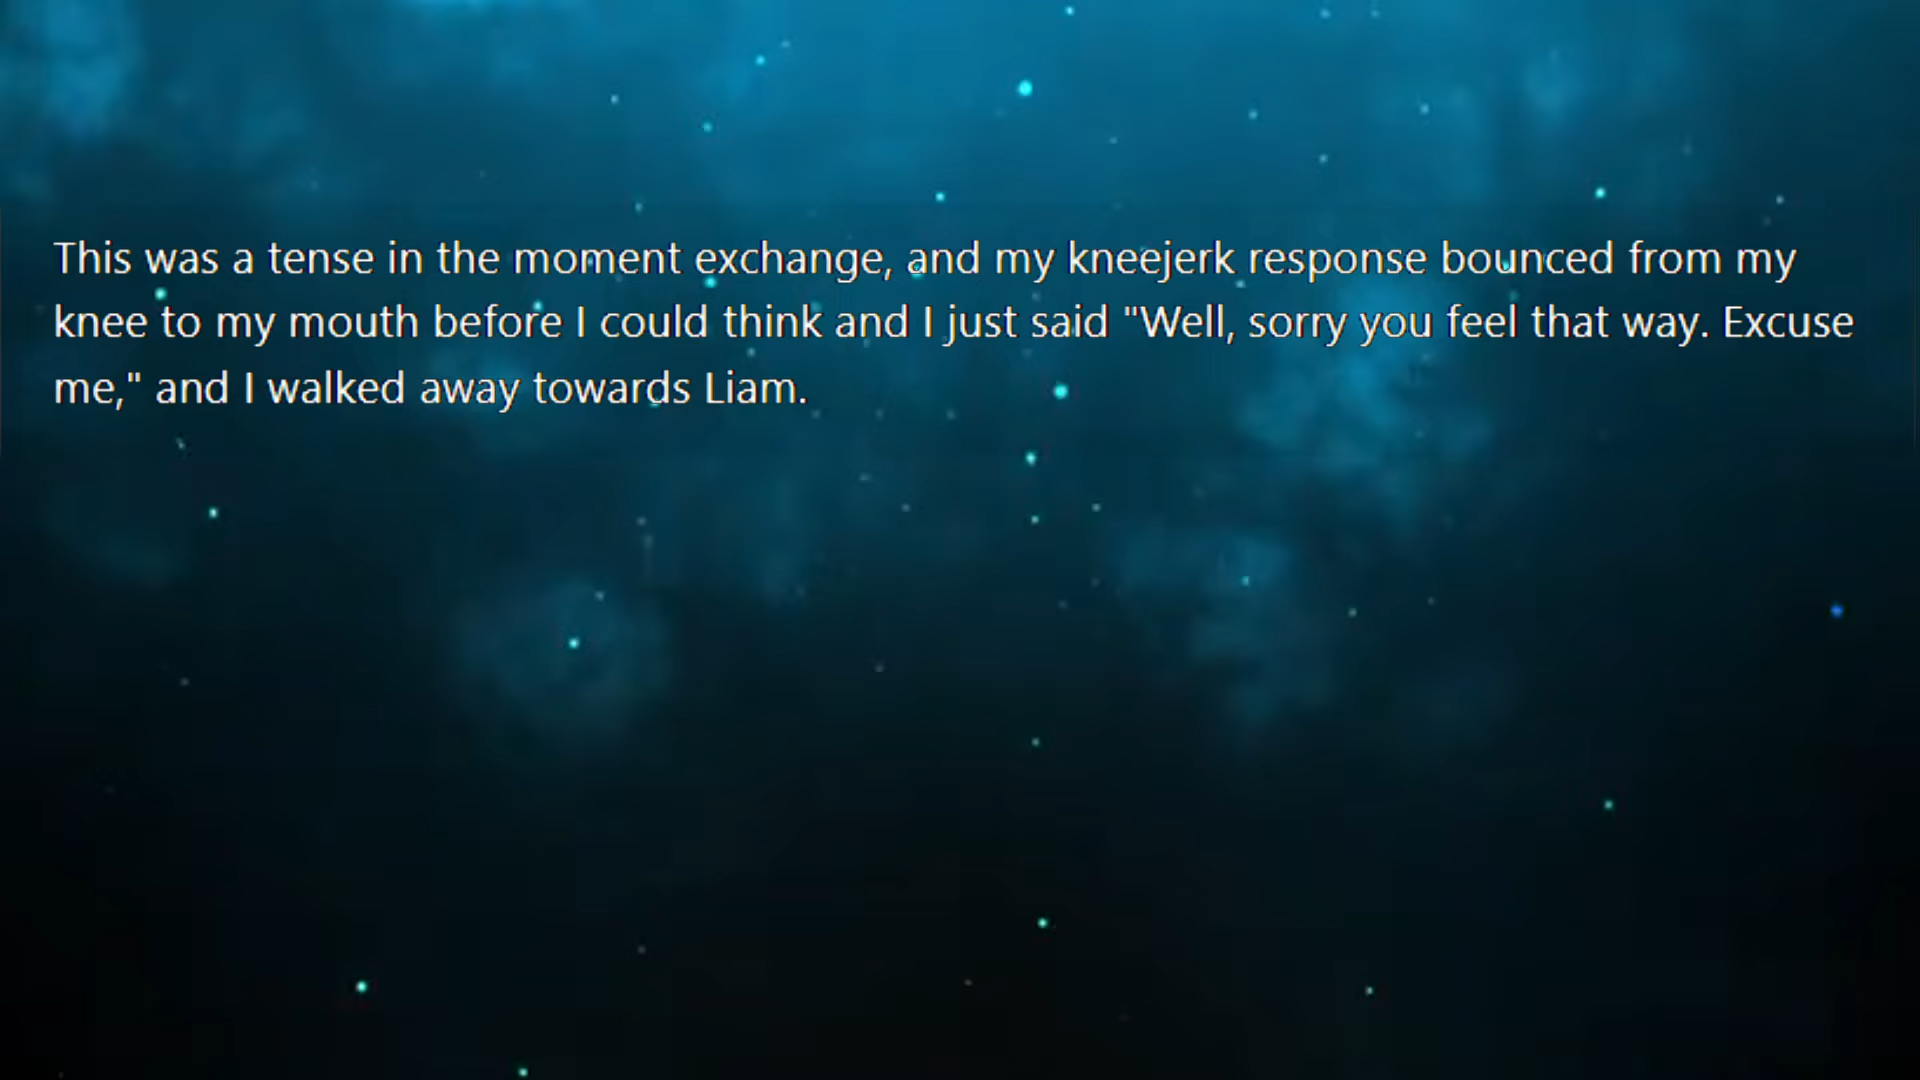 This was a tense in the moment exchange, and my kneejerk response bounced from my
knee to my mouth before I could think and I just said "Well, sorry you feel that way. Excuse
me," and I walked away towards Liam.